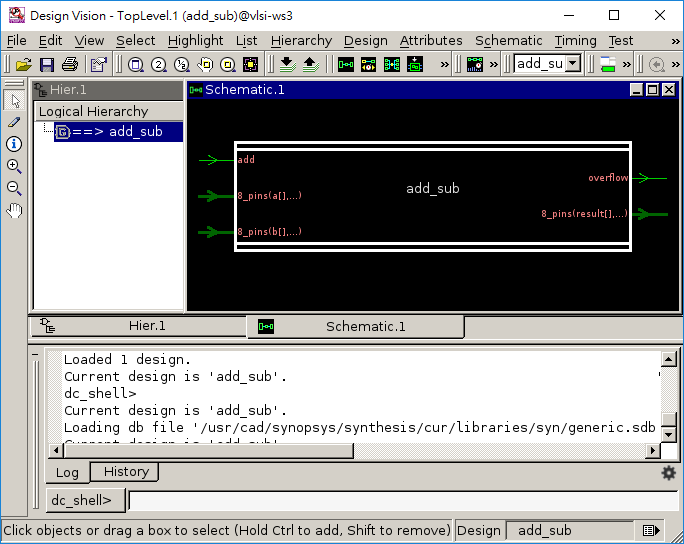 Design Vision - TopLevel.1 (add_sub)@vlsi-ws3
File Edit View Select Highlight List Hierarchy Design Attributes Schematic Timing Test »
» » add_su » »
Hier.1
Logical Hierarchy
==> add_sub
Schematic.1
add
8_pins(a[],...)
8_pins(b[],...)
add_sub
overflow
8_pins(result[],...)
Hier.1
Schematic.1
Loaded 1 design.
Current design is 'add_sub'.
dc_shell>
Current design is 'add_sub'.
Loading db file '/usr/cad/synopsys/synthesis/cur/libraries/syn/generic.sdb
Current design is 'add_sub'
Log
History
dc_shell>
Click objects or drag a box to select (Hold Ctrl to add, Shift to remove)
Design
add_sub